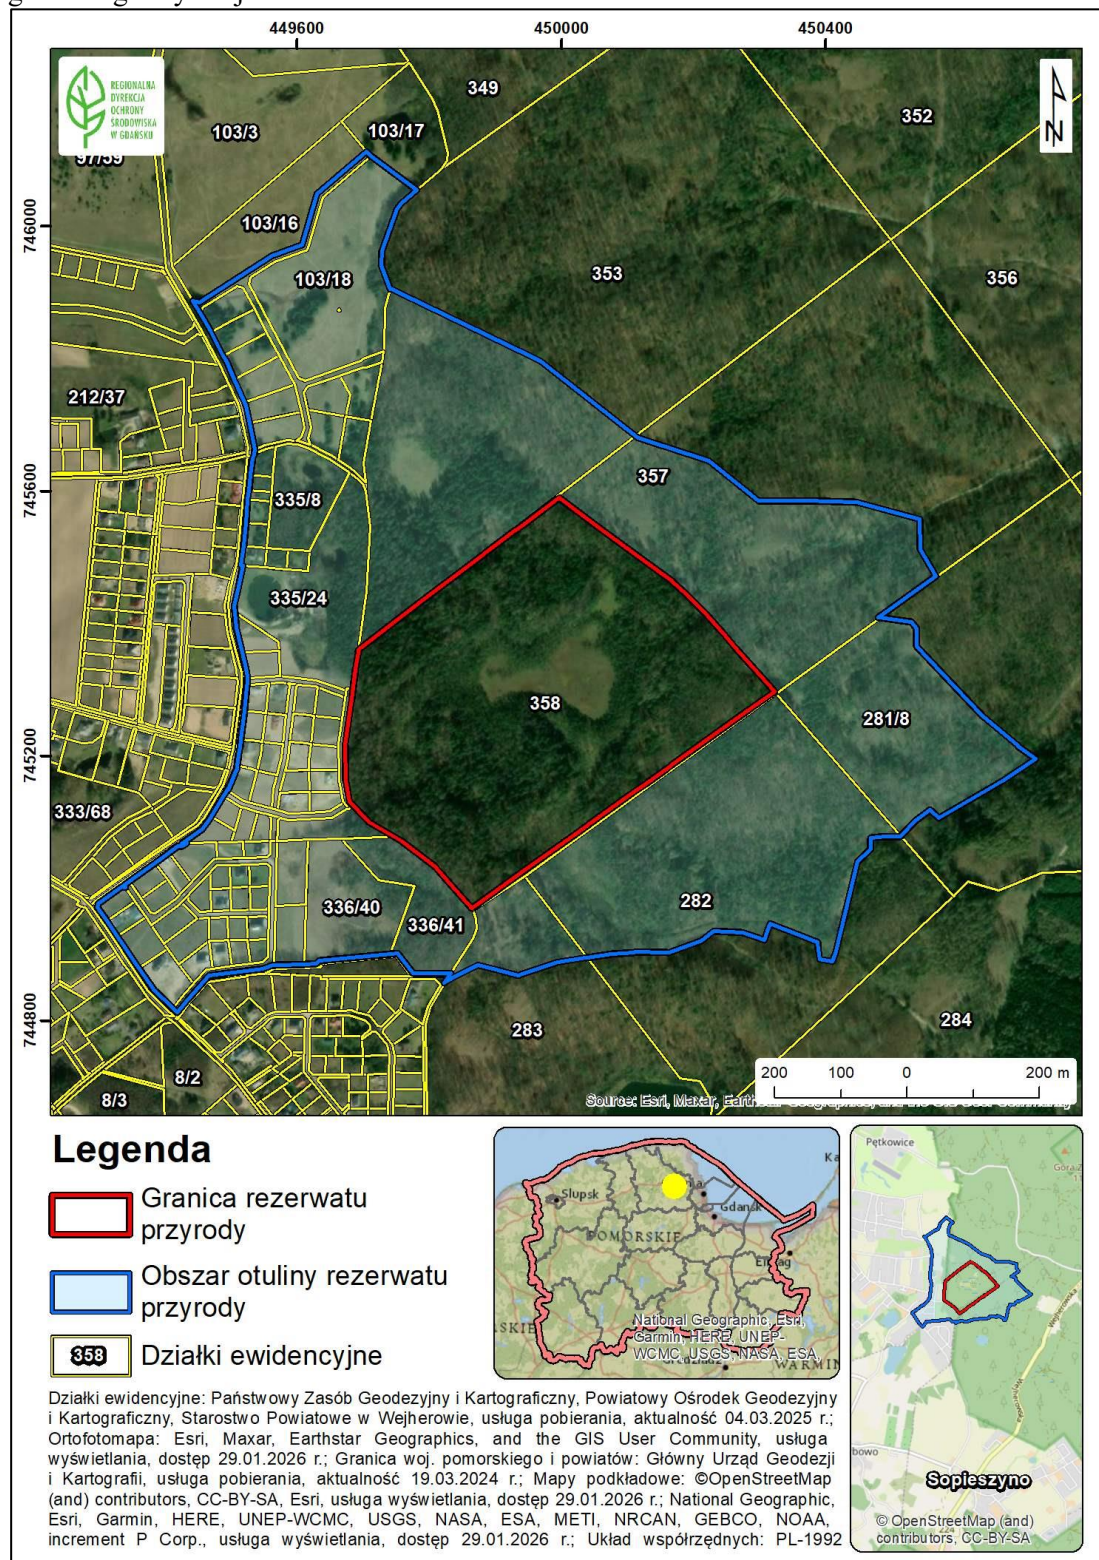 449600
450000
450400
REGIONALNA
DYREKCJA
OCHRONY
ŚRODOWISKA
W GDAŃSKU
97/59
103/3
103/17
349
352
N
746000
103/16
103/18
353
356
212/37
745600
335/8
357
335/24
358
281/8
745200
333/68
336/40
336/41
282
744800
283
284
8/2
8/3
200 100 0 200 m
Source: Esri, Maxar,
Legenda
Granica rezerwatu
przyrody
Obszar otuliny rezerwatu
przyrody
358
Działki ewidencyjne
Słupsk
Gdańsk
POMORSKIE
National Geographic, Esri,
Garmin, HERE, UNEP-
WCMC, USGS, NASA, ESA,
Pętkowice
Wejherowska
Sopieszyno
224
© OpenStreetMap (and)
contributors, CC-BY-SA
Działki ewidencyjne: Państwowy Zasób Geodezyjny i Kartograficzny, Powiatowy Ośrodek Geodezyjny
i Kartograficzny, Starostwo Powiatowe w Wejherowie, usługa pobierania, aktualność 04.03.2025 r.;
Ortofotomapa: Esri, Maxar, Earthstar Geographics, and the GIS User Community, usługa
wyświetlania, dostęp 29.01.2026 r.; Granica woj. pomorskiego i powiatów: Główny Urząd Geodezji
i Kartografii, usługa pobierania, aktualność 19.03.2024 r.; Mapy podkładowe: ©OpenStreetMap
(and) contributors, CC-BY-SA, Esri, usługa wyświetlania, dostęp 29.01.2026 r.; National Geographic,
Esri, Garmin, HERE, UNEP-WCMC, USGS, NASA, ESA, METI, NRCAN, GEBCO, NOAA,
increment P Corp., usługa wyświetlania, dostęp 29.01.2026 r.; Układ współrzędnych: PL-1992